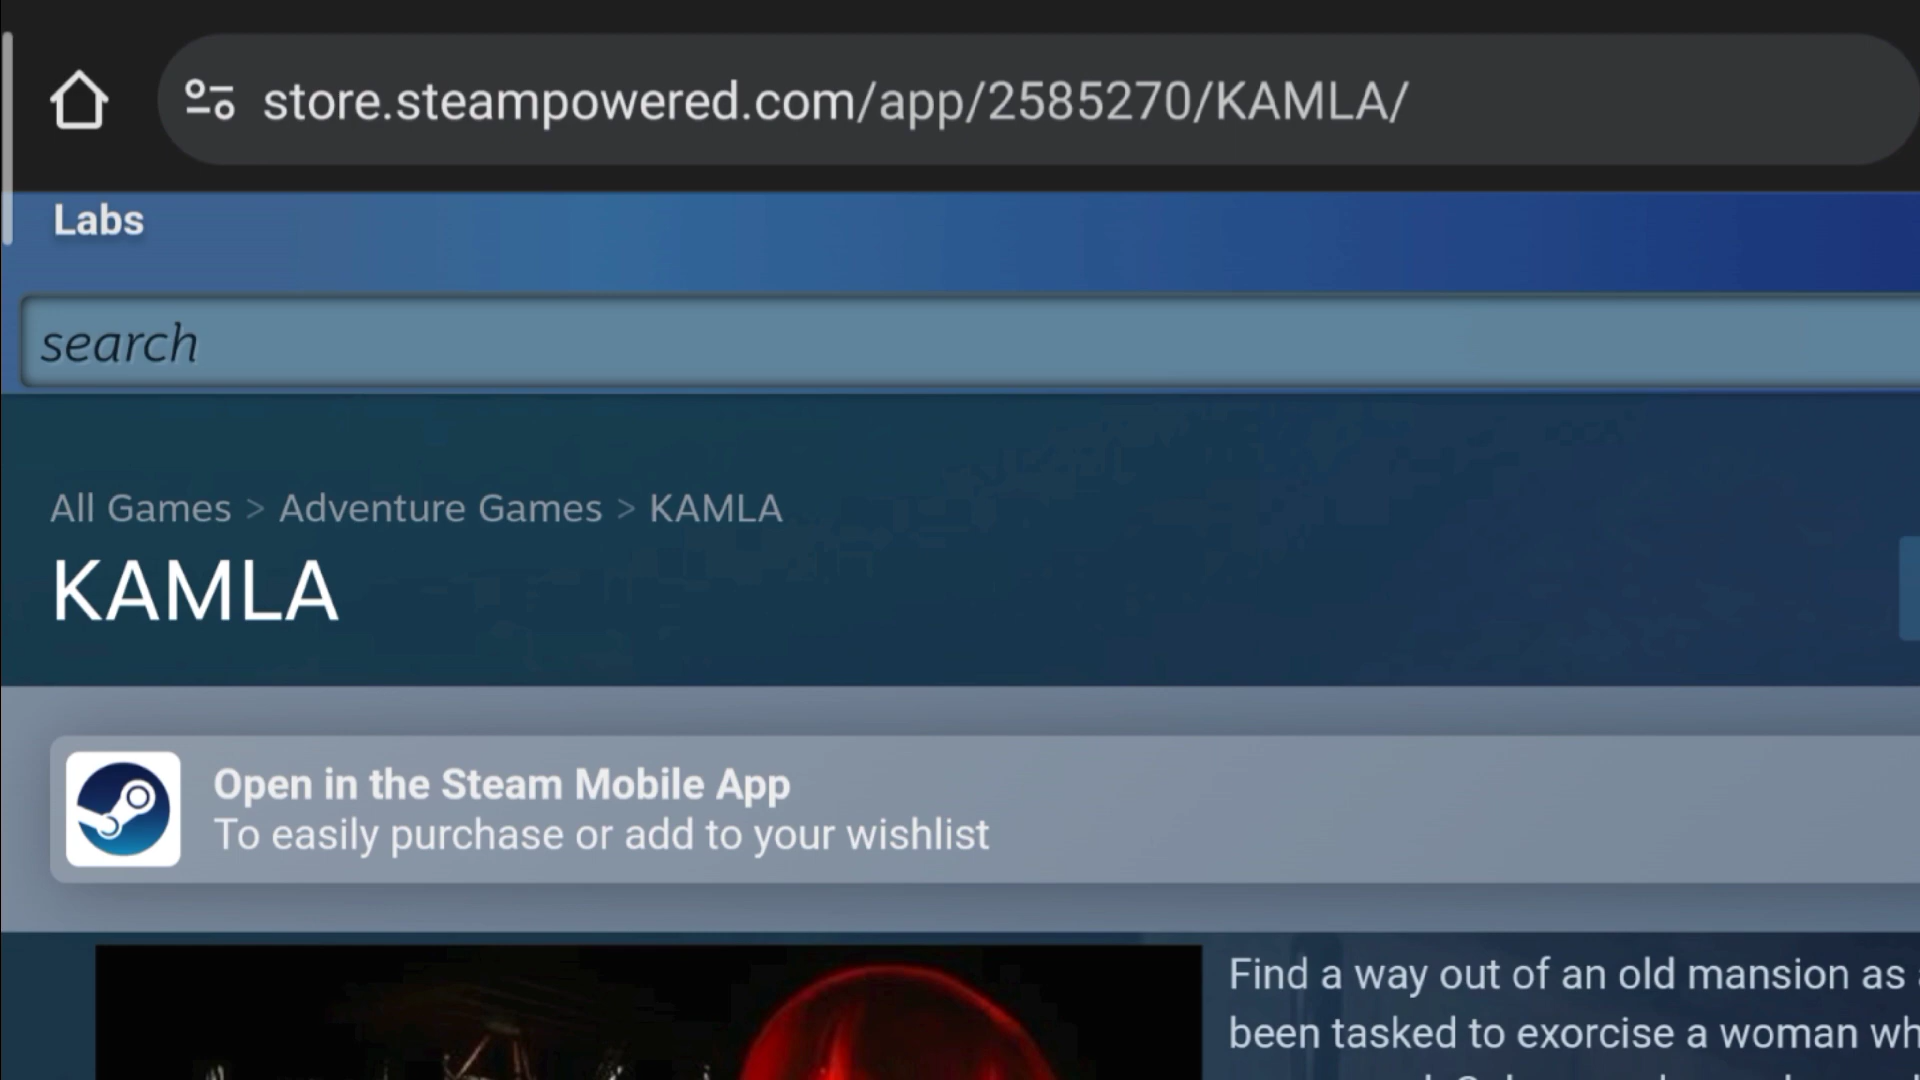 store.steampowered.com/app/2585270/KAMLA/
Labs
search
All Games > Adventure Games > KAMLA
KAMLA
Open in the Steam Mobile App
To easily purchase or add to your wishlist
Find a way out of an old mansion as
been tasked to exorcise a woman